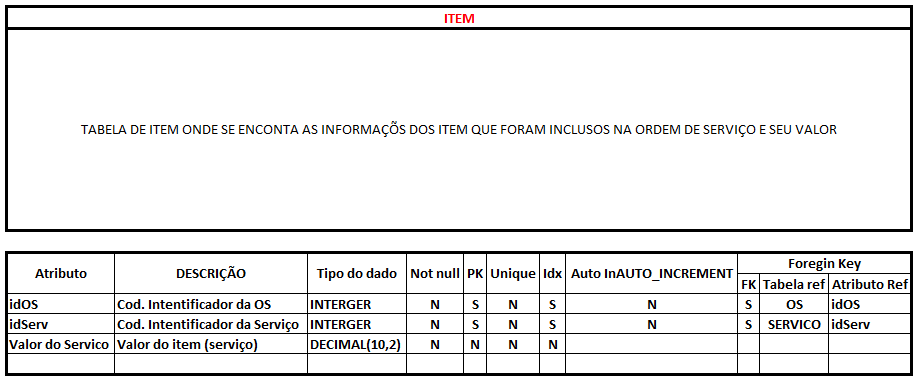 ITEM
TABELA DE ITEM ONDE SE ENCONTA AS INFORMAÇÕS DOS ITEM QUE FORAM INCLUSOS NA ORDEM DE SERVIÇO E SEU VALOR
Atributo DESCRIÇÃO Tipo do dado Not null PK Unique Idx Auto InAUTO_INCREMENT Foregin Key
FK Tabela ref Atributo Ref
idOS Cod. Intentificador da OS INTERGER N S N S N S OS idOS
idServ Cod. Intentificador da Serviço INTERGER N S N S N S SERVICO idServ
Valor do Servico Valor do item (serviço) DECIMAL(10,2) N N N N